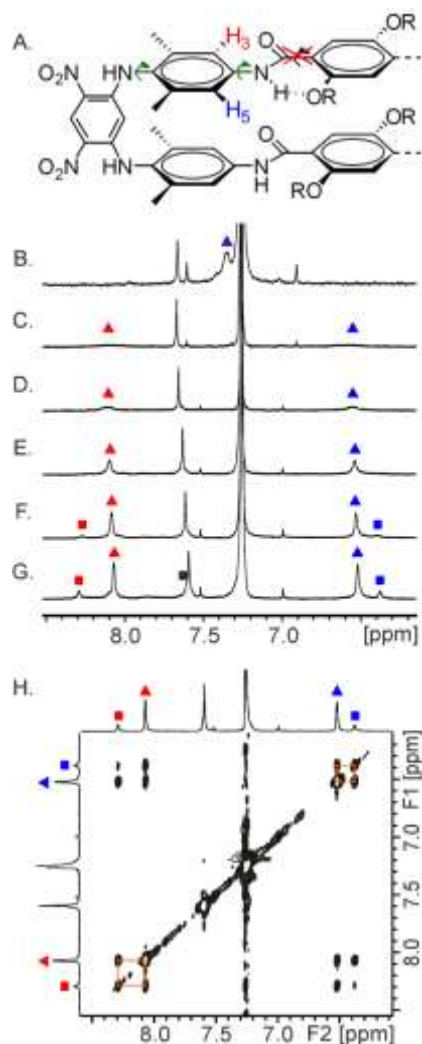 A.
OR
H3
O
O2N
HN
N
H
OR
H5
OR
O2N
HN
O
N
H
RO
B.
C.
D.
E.
F.
G.
8.0 7.5 7.0 [ppm]
H.
F1 [ppm]
7.0
7.5
8.0
8.0 7.5 7.0 F2 [ppm]